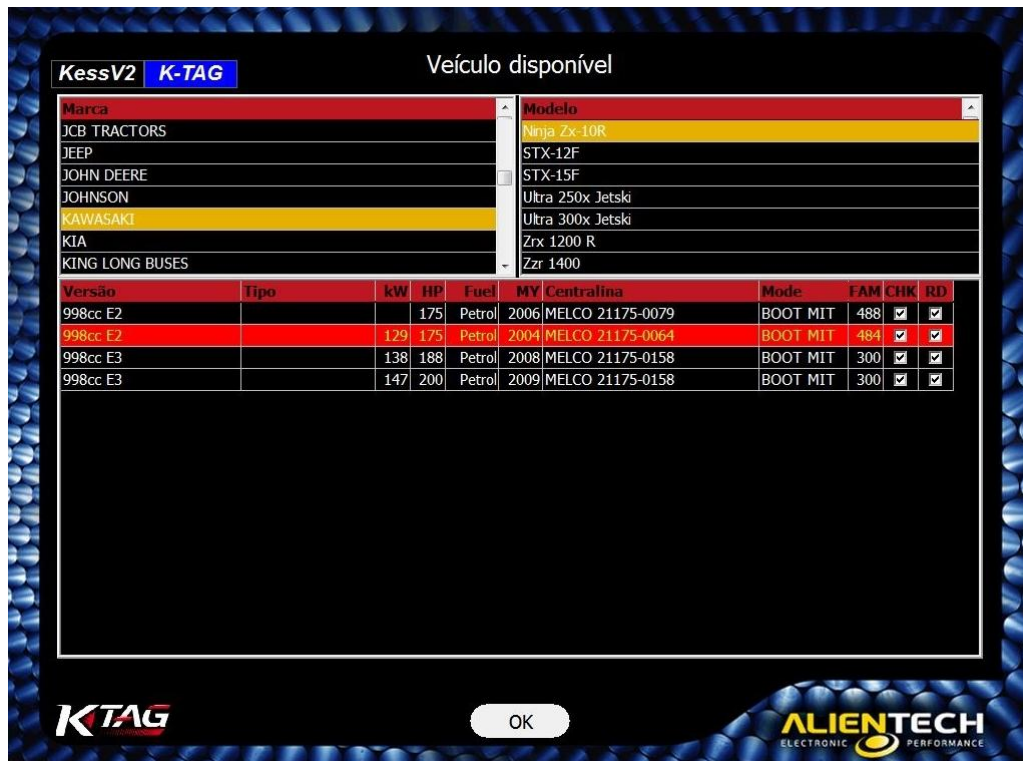 Veículo disponível
KessV2 K-TAG
Marca
JCB TRACTORS
JEEP
JOHN DEERE
JOHNSON
KAWASAKI
KIA
KING LONG BUSES
Modelo
Ninja Zx-10R
STX-12F
STX-15F
Ultra 250x Jetski
Ultra 300x Jetski
Zrx 1200 R
Zzr 1400
Versão Tipo kW HP Fuel MY Centralina Mode FAM CHK RD
998cc E2 175 Petrol 2006 MELCO 21175-0079 BOOT MIT 488
998cc E2 129 175 Petrol 2004 MELCO 21175-0064 BOOT MIT 484
998cc E3 138 188 Petrol 2008 MELCO 21175-0158 BOOT MIT 300
998cc E3 147 200 Petrol 2009 MELCO 21175-0158 BOOT MIT 300
KTAG
OK
ALIENTECH
ELECTRONIC PERFORMANCE